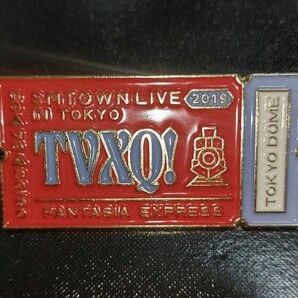 SMTOWN LIVE 2019
IN TOKYO
TVXQ!
FANTASIA EXPRESS
TOKYO DOME